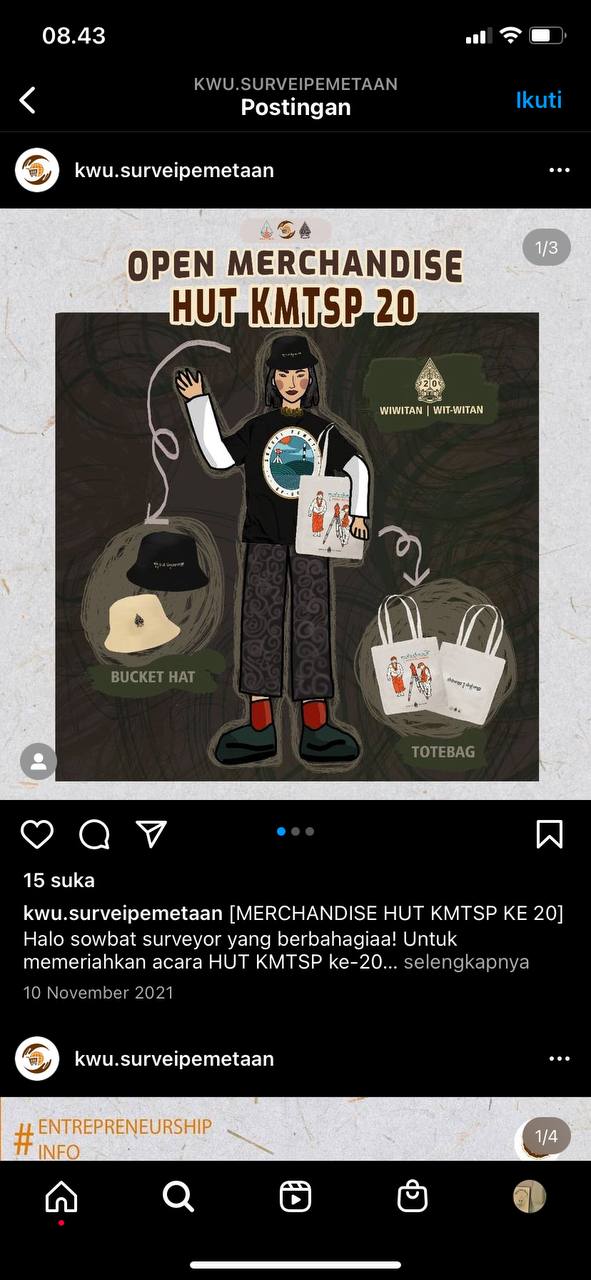 08.43
KWU.SURVEIPEMETAAN
Postingan
Ikuti
kwu.surveipemetaan
1/3
OPEN MERCHANDISE
HUT KMTSP 20
20
WIWITAN | WIT-WITAN
BUCKET HAT
TOTEBAG
15 suka
kwu.surveipemetaan [MERCHANDISE HUT KMTSP KE 20]
Halo sowbat surveyor yang berbahagiaa! Untuk
memeriahkan acara HUT KMTSP ke-20... selengkapnya
10 November 2021
kwu.surveipemetaan
# ENTREPRENEURSHIP
INFO
1/4